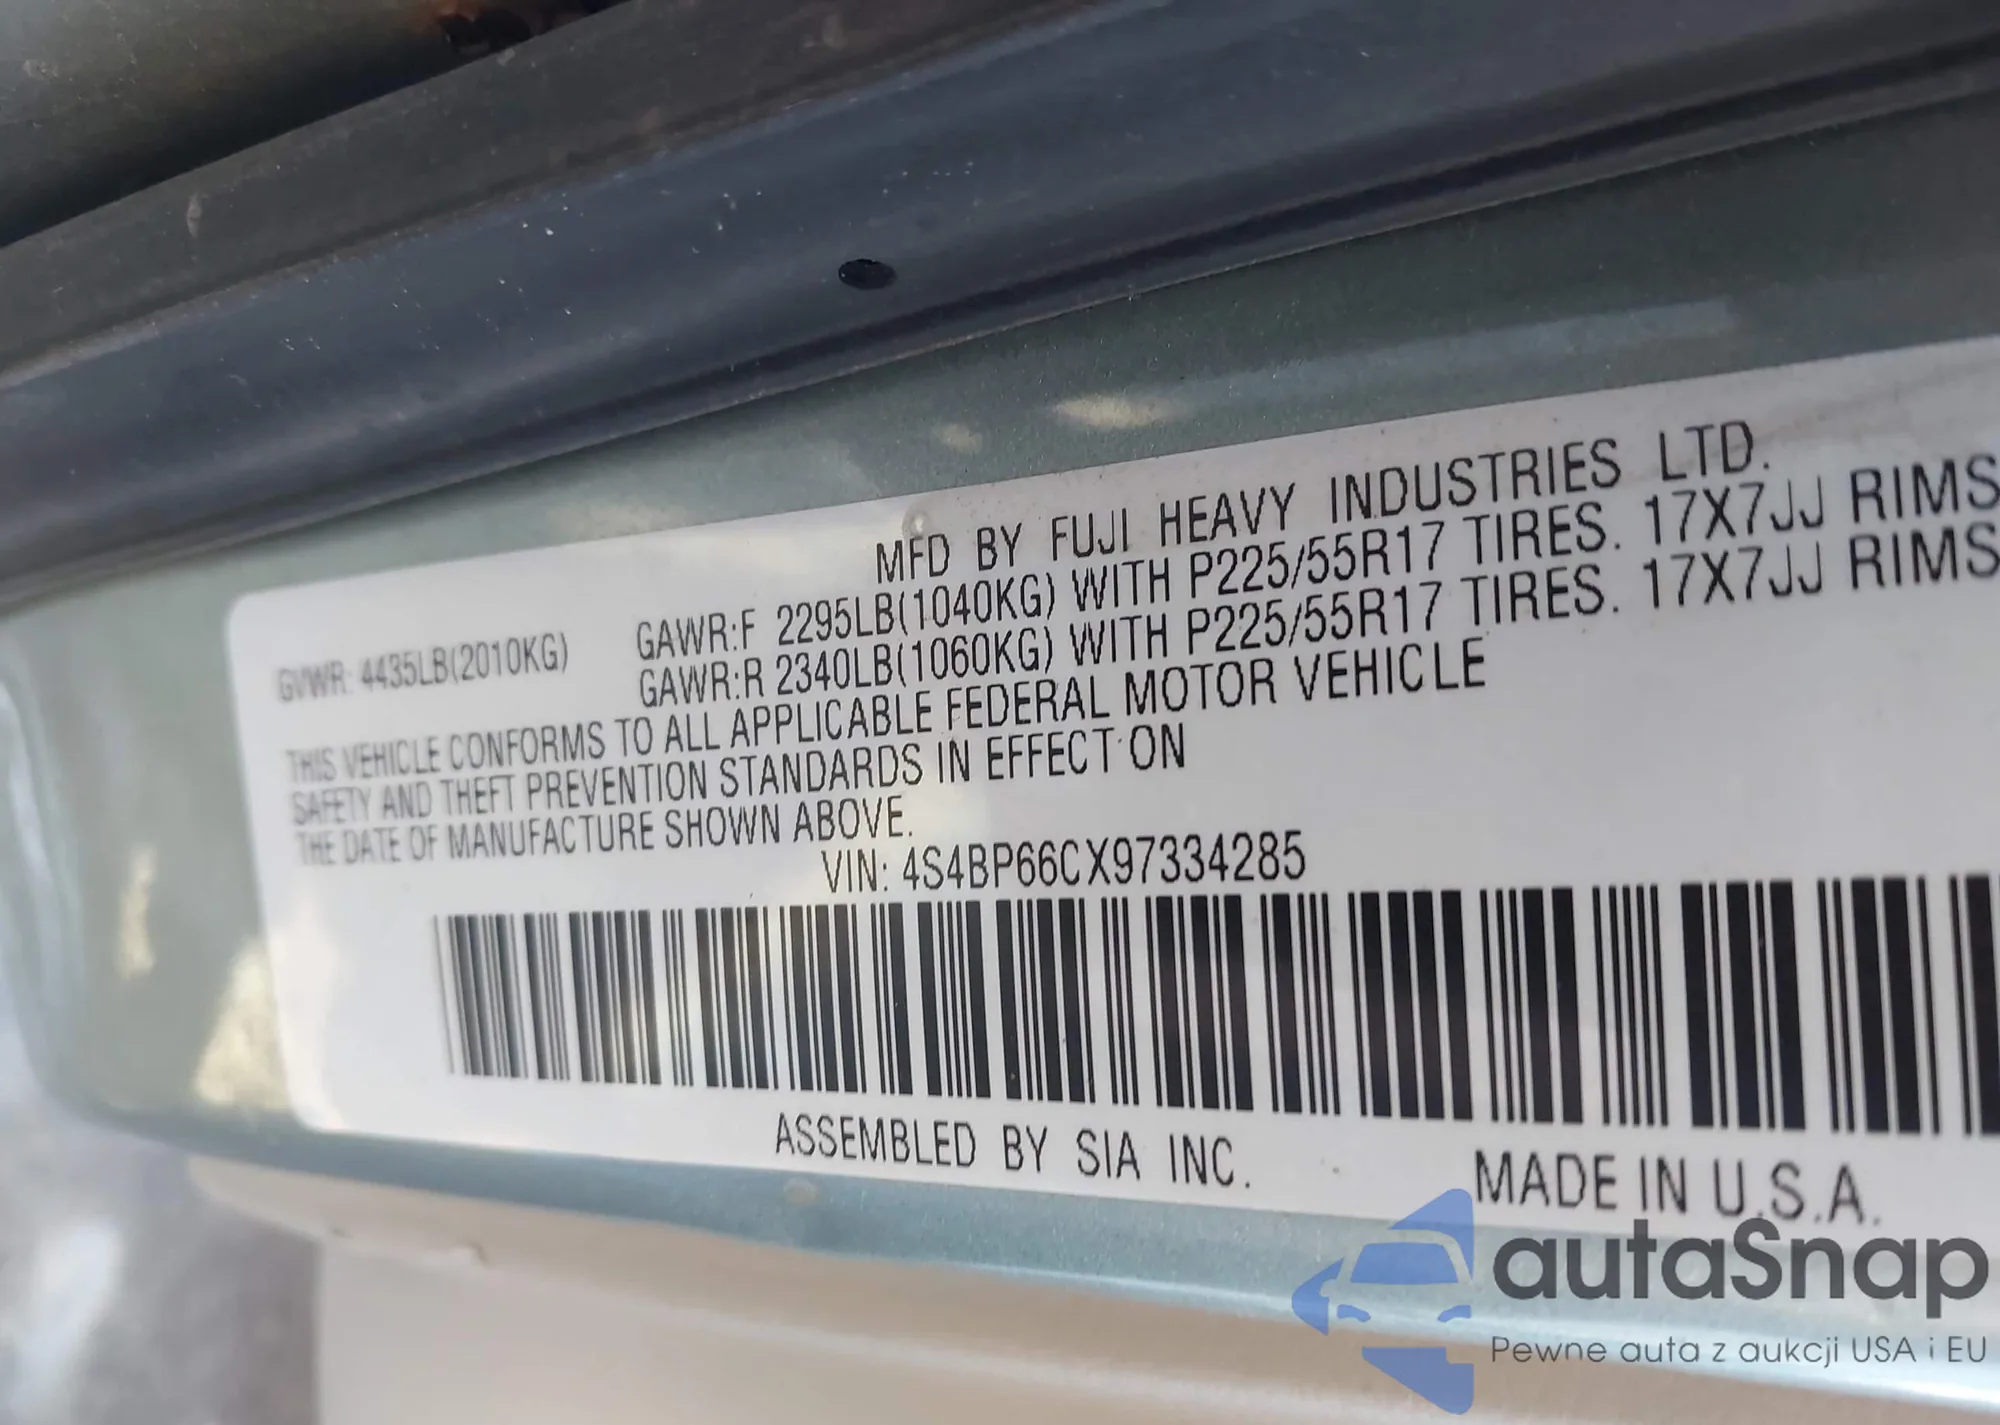 MFD BY FUJI HEAVY INDUSTRIES LTD.
GVWR: 4435LB(2010KG) GAWR:F 2295LB(1040KG) WITH P225/55R17 TIRES. 17X7JJ RIMS
GAWR:R 2340LB(1060KG) WITH P225/55R17 TIRES. 17X7JJ RIMS
THIS VEHICLE CONFORMS TO ALL APPLICABLE FEDERAL MOTOR VEHICLE
SAFETY AND THEFT PREVENTION STANDARDS IN EFFECT ON
THE DATE OF MANUFACTURE SHOWN ABOVE.
VIN: 4S4BP66CX97334285
ASSEMBLED BY SIA INC. MADE IN U.S.A.
autaSnap
Pewne auta z aukcji USA i EU